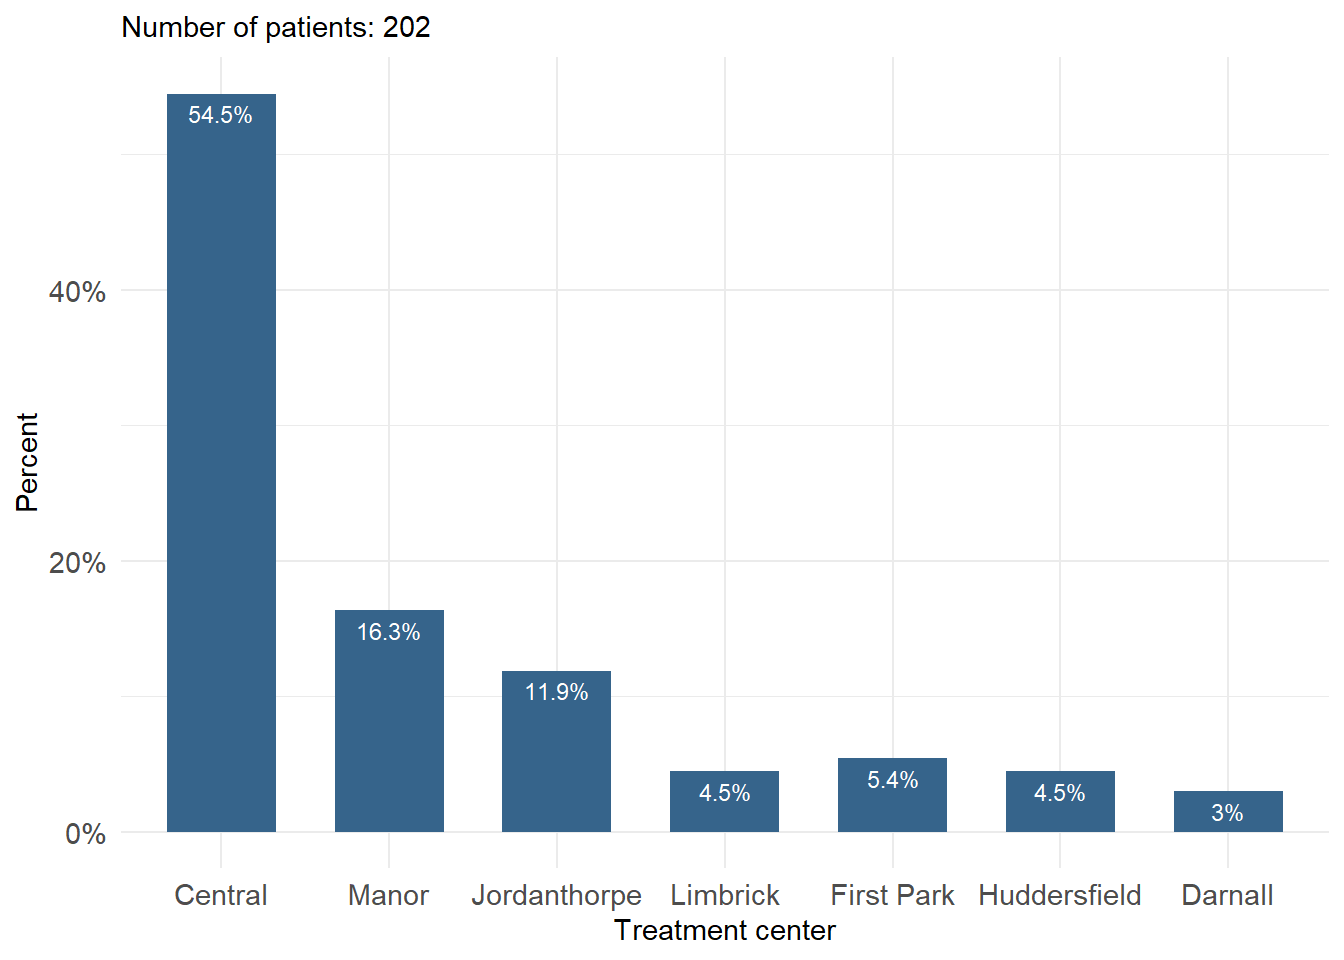 Number of patients: 202
54.5%
16.3%
11.9%
4.5%
5.4%
4.5%
3%
40%
20%
0%
Percent
Central Manor Jordanthorpe Limbrick First Park Huddersfield Darnall
Treatment center